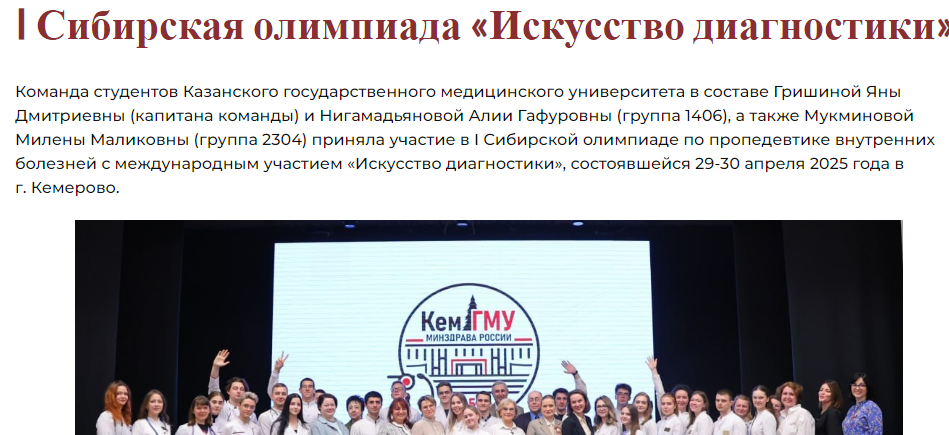 I Сибирская олимпиада «Искусство диагностики»
Команда студентов Казанского государственного медицинского университета в составе Гришиной Яны
Дмитриевны (капитана команды) и Нигамадьяновой Алии Гафуровны (группа 1406), а также Мукминовой
Милены Маликовны (группа 2304) приняла участие в I Сибирской олимпиаде по пропедевтике внутренних
болезней с международным участием «Искусство диагностики», состоявшейся 29-30 апреля 2025 года в
г. Кемерово.
КемГМУ
МИНЗДРАВА РОССИИ